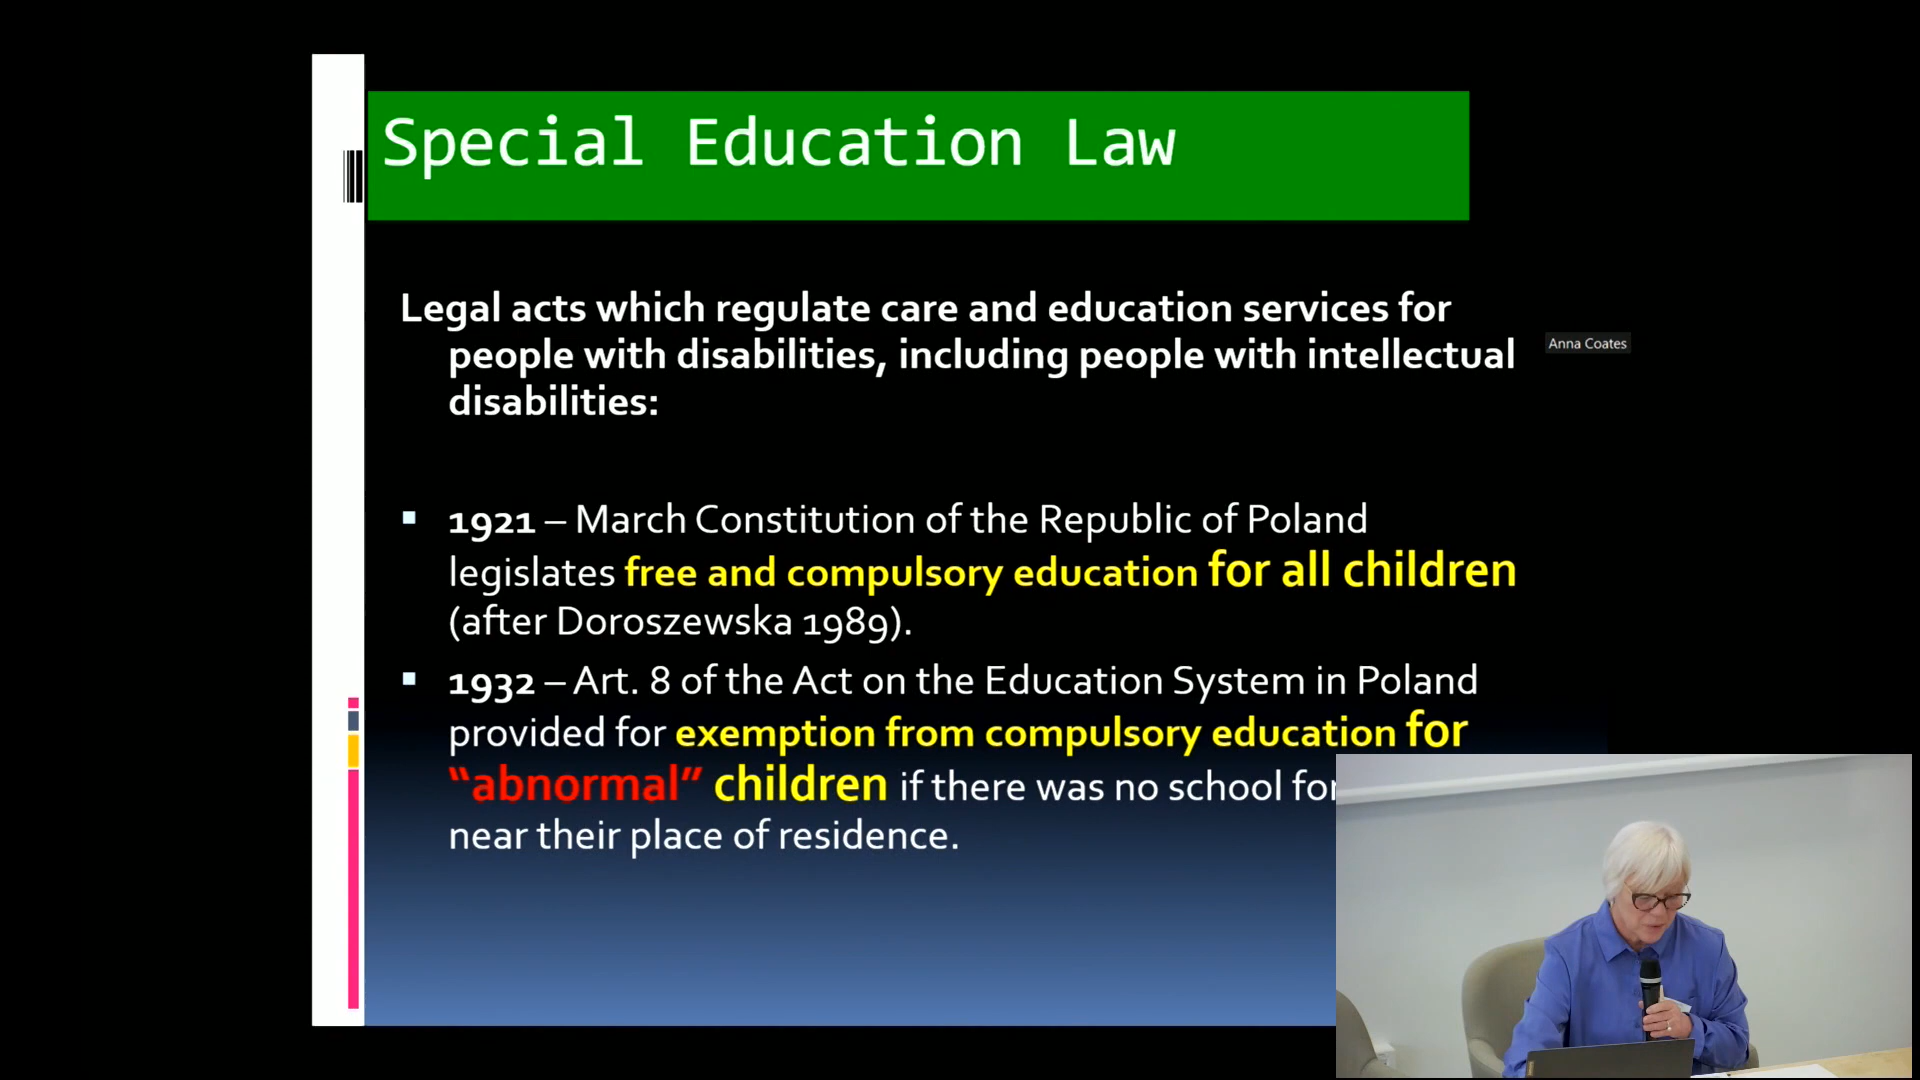 Special Education Law
Legal acts which regulate care and education services for
people with disabilities, including people with intellectual
disabilities:
Anna Coates
1921 – March Constitution of the Republic of Poland
legislates free and compulsory education for all children
(after Doroszewska 1989).
1932 – Art. 8 of the Act on the Education System in Poland
provided for exemption from compulsory education for
“abnormal” children if there was no school for
near their place of residence.